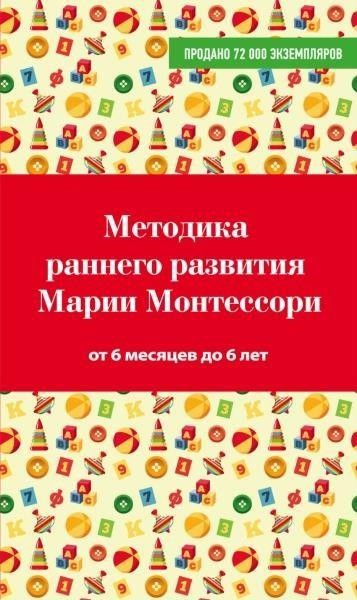 ПРОДАНО 72 000 ЭКЗЕМПЛЯРОВ
Методика
раннего развития
Марии Монтессори
от 6 месяцев до 6 лет